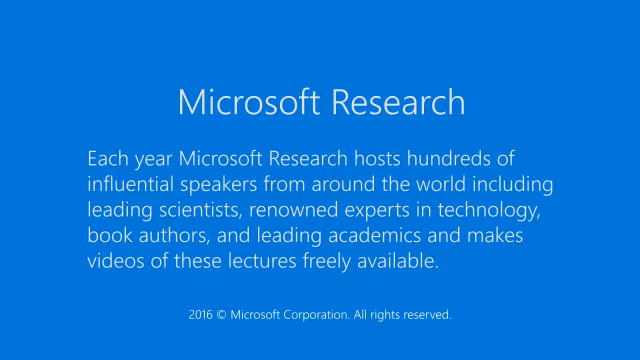 Microsoft Research
Each year Microsoft Research hosts hundreds of
influential speakers from around the world including
leading scientists, renowned experts in technology,
book authors, and leading academics and makes
videos of these lectures freely available.
2016 © Microsoft Corporation. All rights reserved.